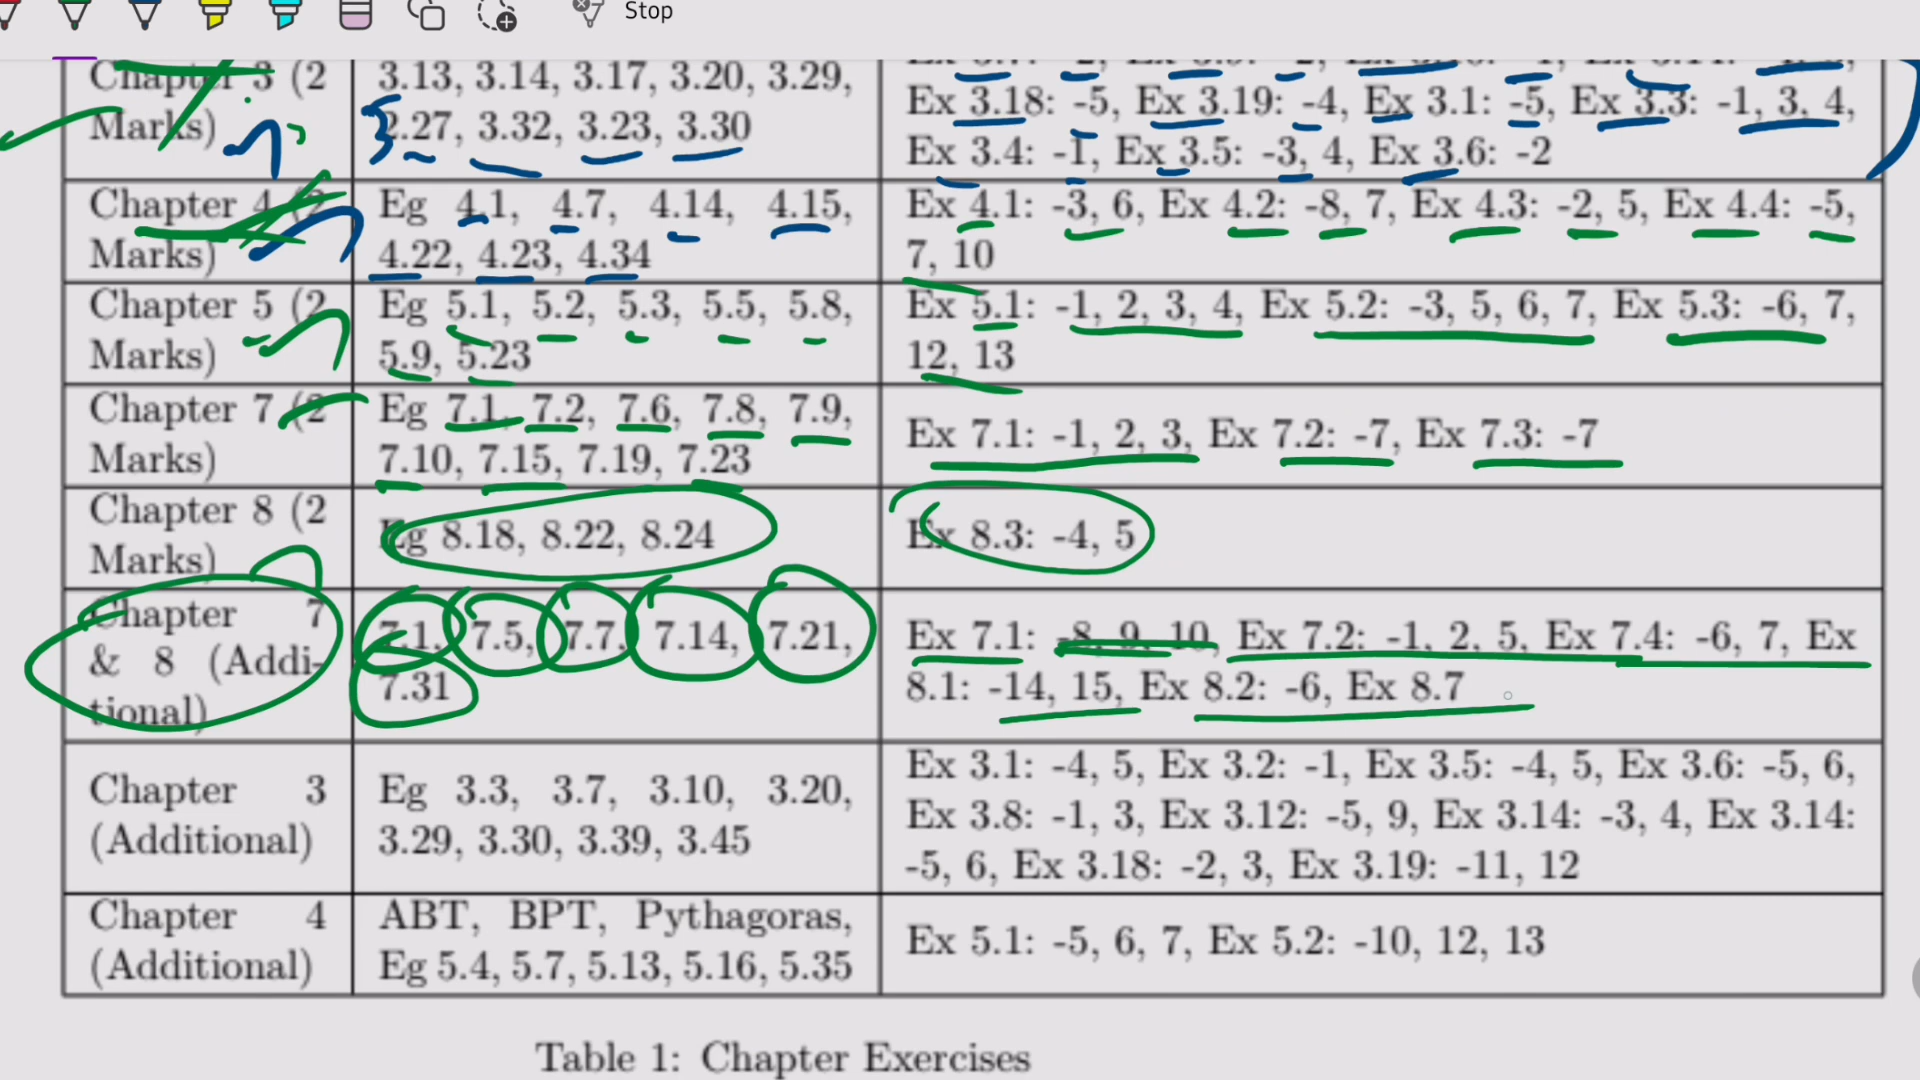 Stop
Chapter 3 (2
Marks)
3.13, 3.14, 3.17, 3.20, 3.29,
2.27, 3.32, 3.23, 3.30
Ex 3.18: -5, Ex 3.19: -4, Ex 3.1: -5, Ex 3.3: -1, 3, 4,
Ex 3.4: -1, Ex 3.5: -3, 4, Ex 3.6: -2
Chapter 4 (2
Marks)
Eg 4.1, 4.7, 4.14, 4.15,
4.22, 4.23, 4.34
Ex 4.1: -3, 6, Ex 4.2: -8, 7, Ex 4.3: -2, 5, Ex 4.4: -5,
7, 10
Chapter 5 (2
Marks)
Eg 5.1, 5.2, 5.3, 5.5, 5.8,
5.9, 5.23
Ex 5.1: -1, 2, 3, 4, Ex 5.2: -3, 5, 6, 7, Ex 5.3: -6, 7,
12, 13
Chapter 7 (2
Marks)
Eg 7.1, 7.2, 7.6, 7.8, 7.9,
7.10, 7.15, 7.19, 7.23
Ex 7.1: -1, 2, 3, Ex 7.2: -7, Ex 7.3: -7
Chapter 8 (2
Marks)
Eg 8.18, 8.22, 8.24
Ex 8.3: -4, 5
Chapter 7
& 8 (Addi-
tional)
7.1, 7.5, 7.7, 7.14, 7.21,
7.31
Ex 7.1: -8, 9, 10, Ex 7.2: -1, 2, 5, Ex 7.4: -6, 7, Ex
8.1: -14, 15, Ex 8.2: -6, Ex 8.7
Chapter 3
(Additional)
Eg 3.3, 3.7, 3.10, 3.20,
3.29, 3.30, 3.39, 3.45
Ex 3.1: -4, 5, Ex 3.2: -1, Ex 3.5: -4, 5, Ex 3.6: -5, 6,
Ex 3.8: -1, 3, Ex 3.12: -5, 9, Ex 3.14: -3, 4, Ex 3.14:
-5, 6, Ex 3.18: -2, 3, Ex 3.19: -11, 12
Chapter 4
(Additional)
ABT, BPT, Pythagoras,
Eg 5.4, 5.7, 5.13, 5.16, 5.35
Ex 5.1: -5, 6, 7, Ex 5.2: -10, 12, 13
Table 1: Chapter Exercises